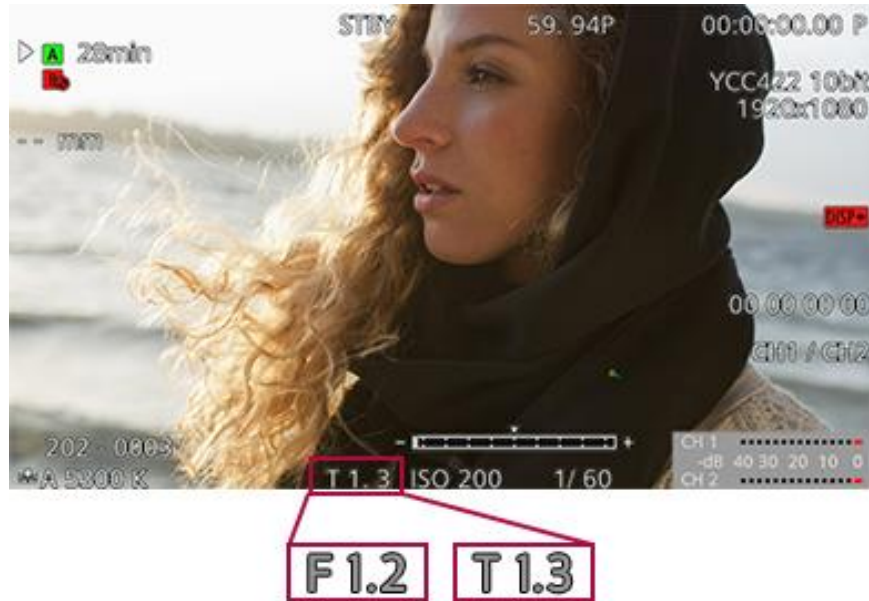 STBY 59.94P 00:00:00.00 P
A 28min
YCC422 10bit
1920x1080
-- mm
DISP
00 00 00 00
CH1 / CH2
202 - 0003
- +
CH 1
-dB 40 30 20 10 0
A 5300 K T 1.3 ISO 200 1/60 CH 2
F 1.2 T 1.3